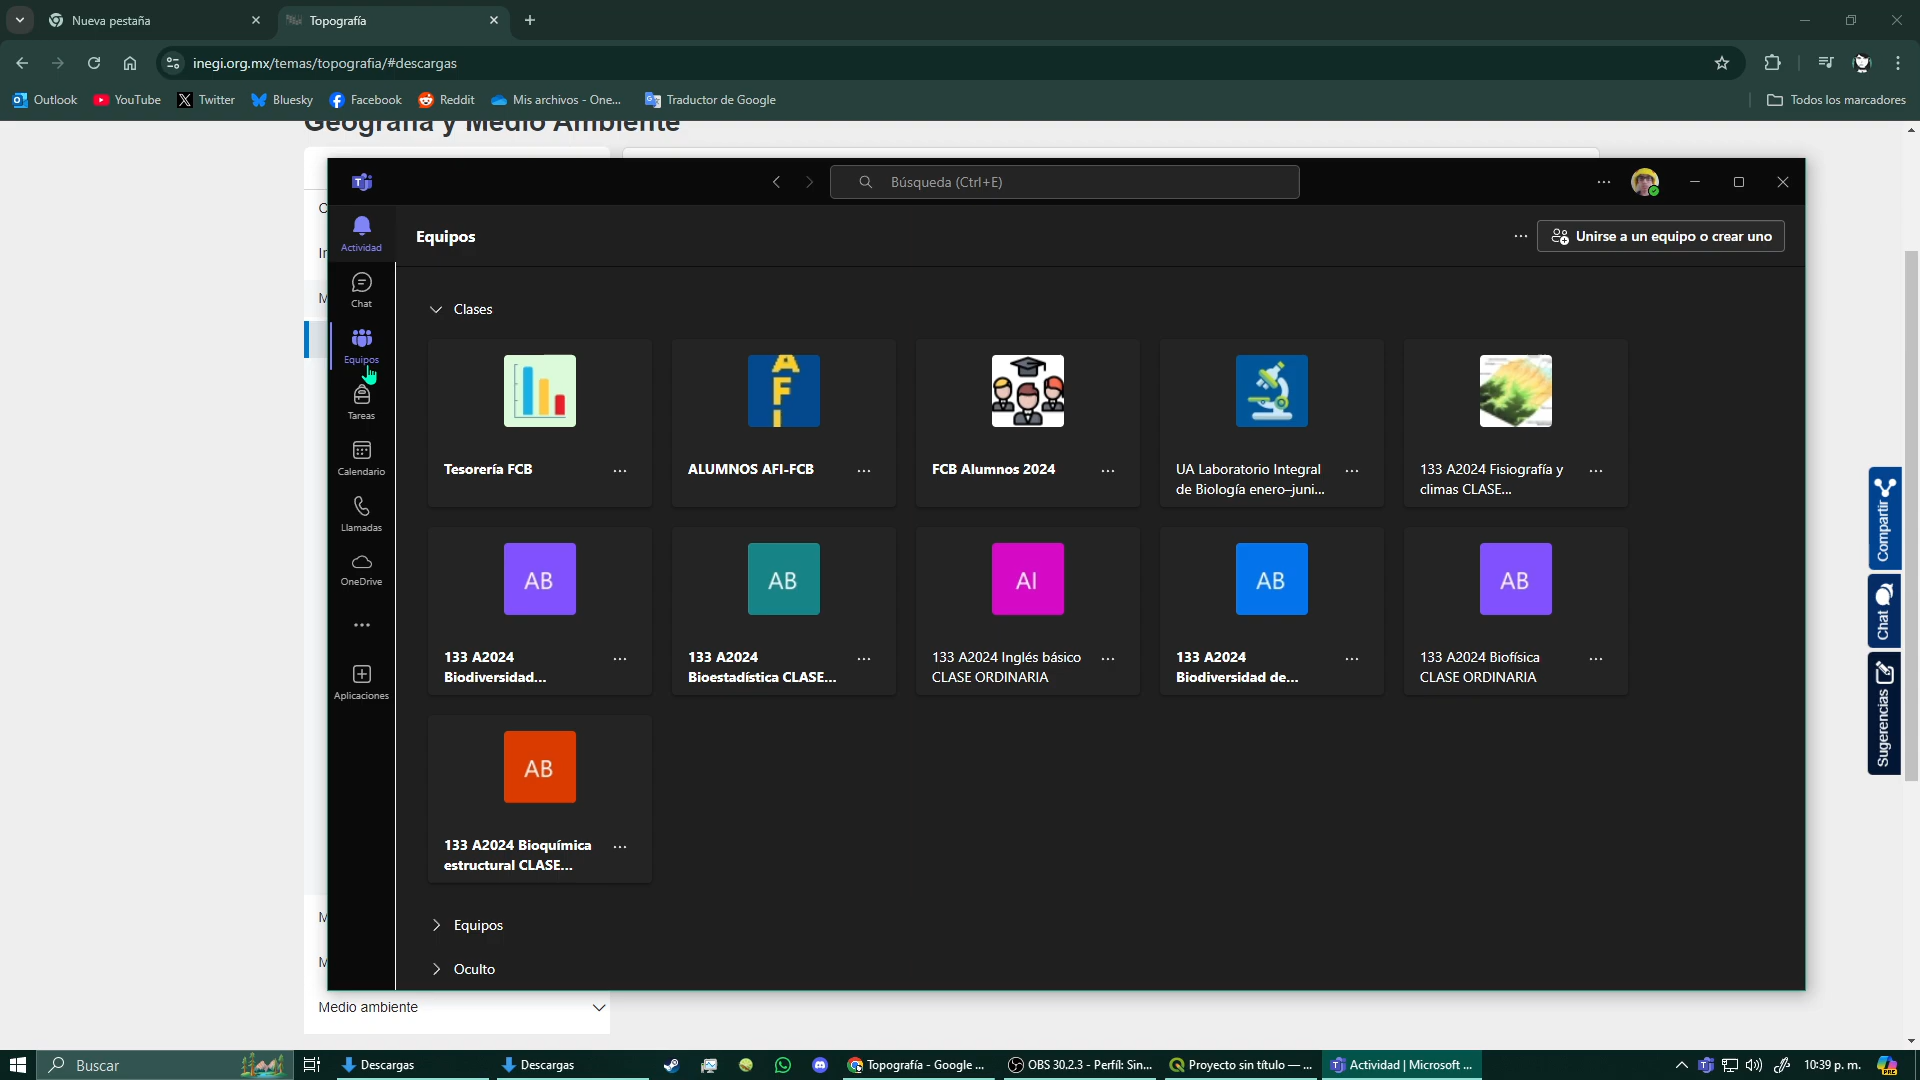 Nueva pestaña
Topografía
inegi.org.mx/temas/topografia/#descargas
Outlook
YouTube
Twitter
Bluesky
Facebook
Reddit
Mis archivos - One...
Traductor de Google
Todos los marcadores
Geografía y Medio Ambiente
Búsqueda (Ctrl+E)
Actividad
Chat
Equipos
Tareas
Calendario
Llamadas
OneDrive
Aplicaciones
Equipos
Unirse a un equipo o crear uno
Clases
Tesorería FCB
AFI
ALUMNOS AFI-FCB
FCB Alumnos 2024
UA Laboratorio Integral
de Biología enero–juni...
133 A2024 Fisiografía y
climas CLASE...
AB
133 A2024
Biodiversidad...
AB
133 A2024
Bioestadística CLASE...
AI
133 A2024 Inglés básico
CLASE ORDINARIA
AB
133 A2024
Biodiversidad de...
AB
133 A2024 Biofísica
CLASE ORDINARIA
AB
133 A2024 Bioquímica
estructural CLASE...
Equipos
Oculto
Medio ambiente
Compartir
Chat
Sugerencias
Buscar
Descargas
Descargas
Topografía - Google ...
OBS 30.2.3 - Perfil: Sin...
Proyecto sin título — ...
Actividad | Microsoft ...
10:39 p. m.